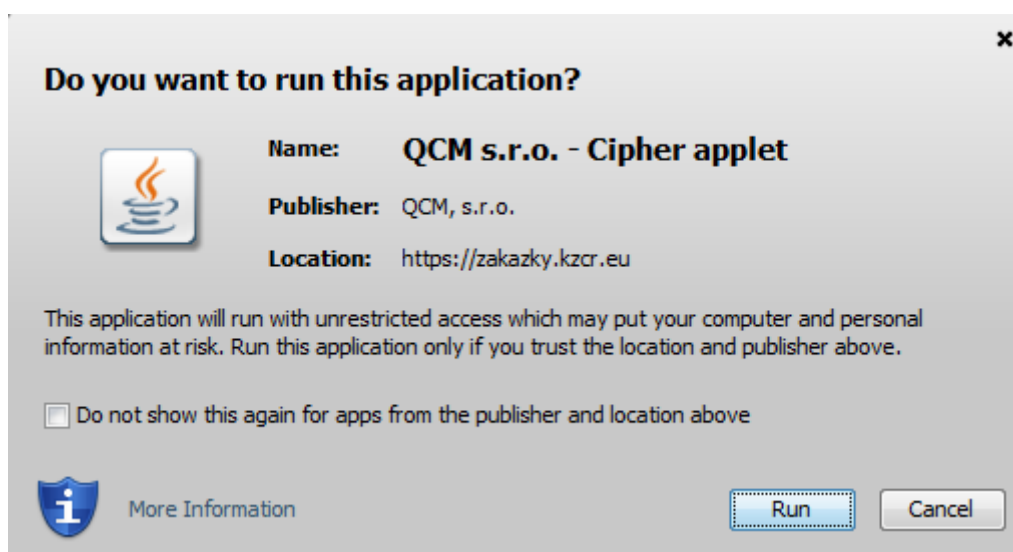 Do you want to run this application?
Name: QCM s.r.o. - Cipher applet
Publisher: QCM, s.r.o.
Location: https://zakazky.kzcr.eu
This application will run with unrestricted access which may put your computer and personal
information at risk. Run this application only if you trust the location and publisher above.
Do not show this again for apps from the publisher and location above
More Information
Run Cancel